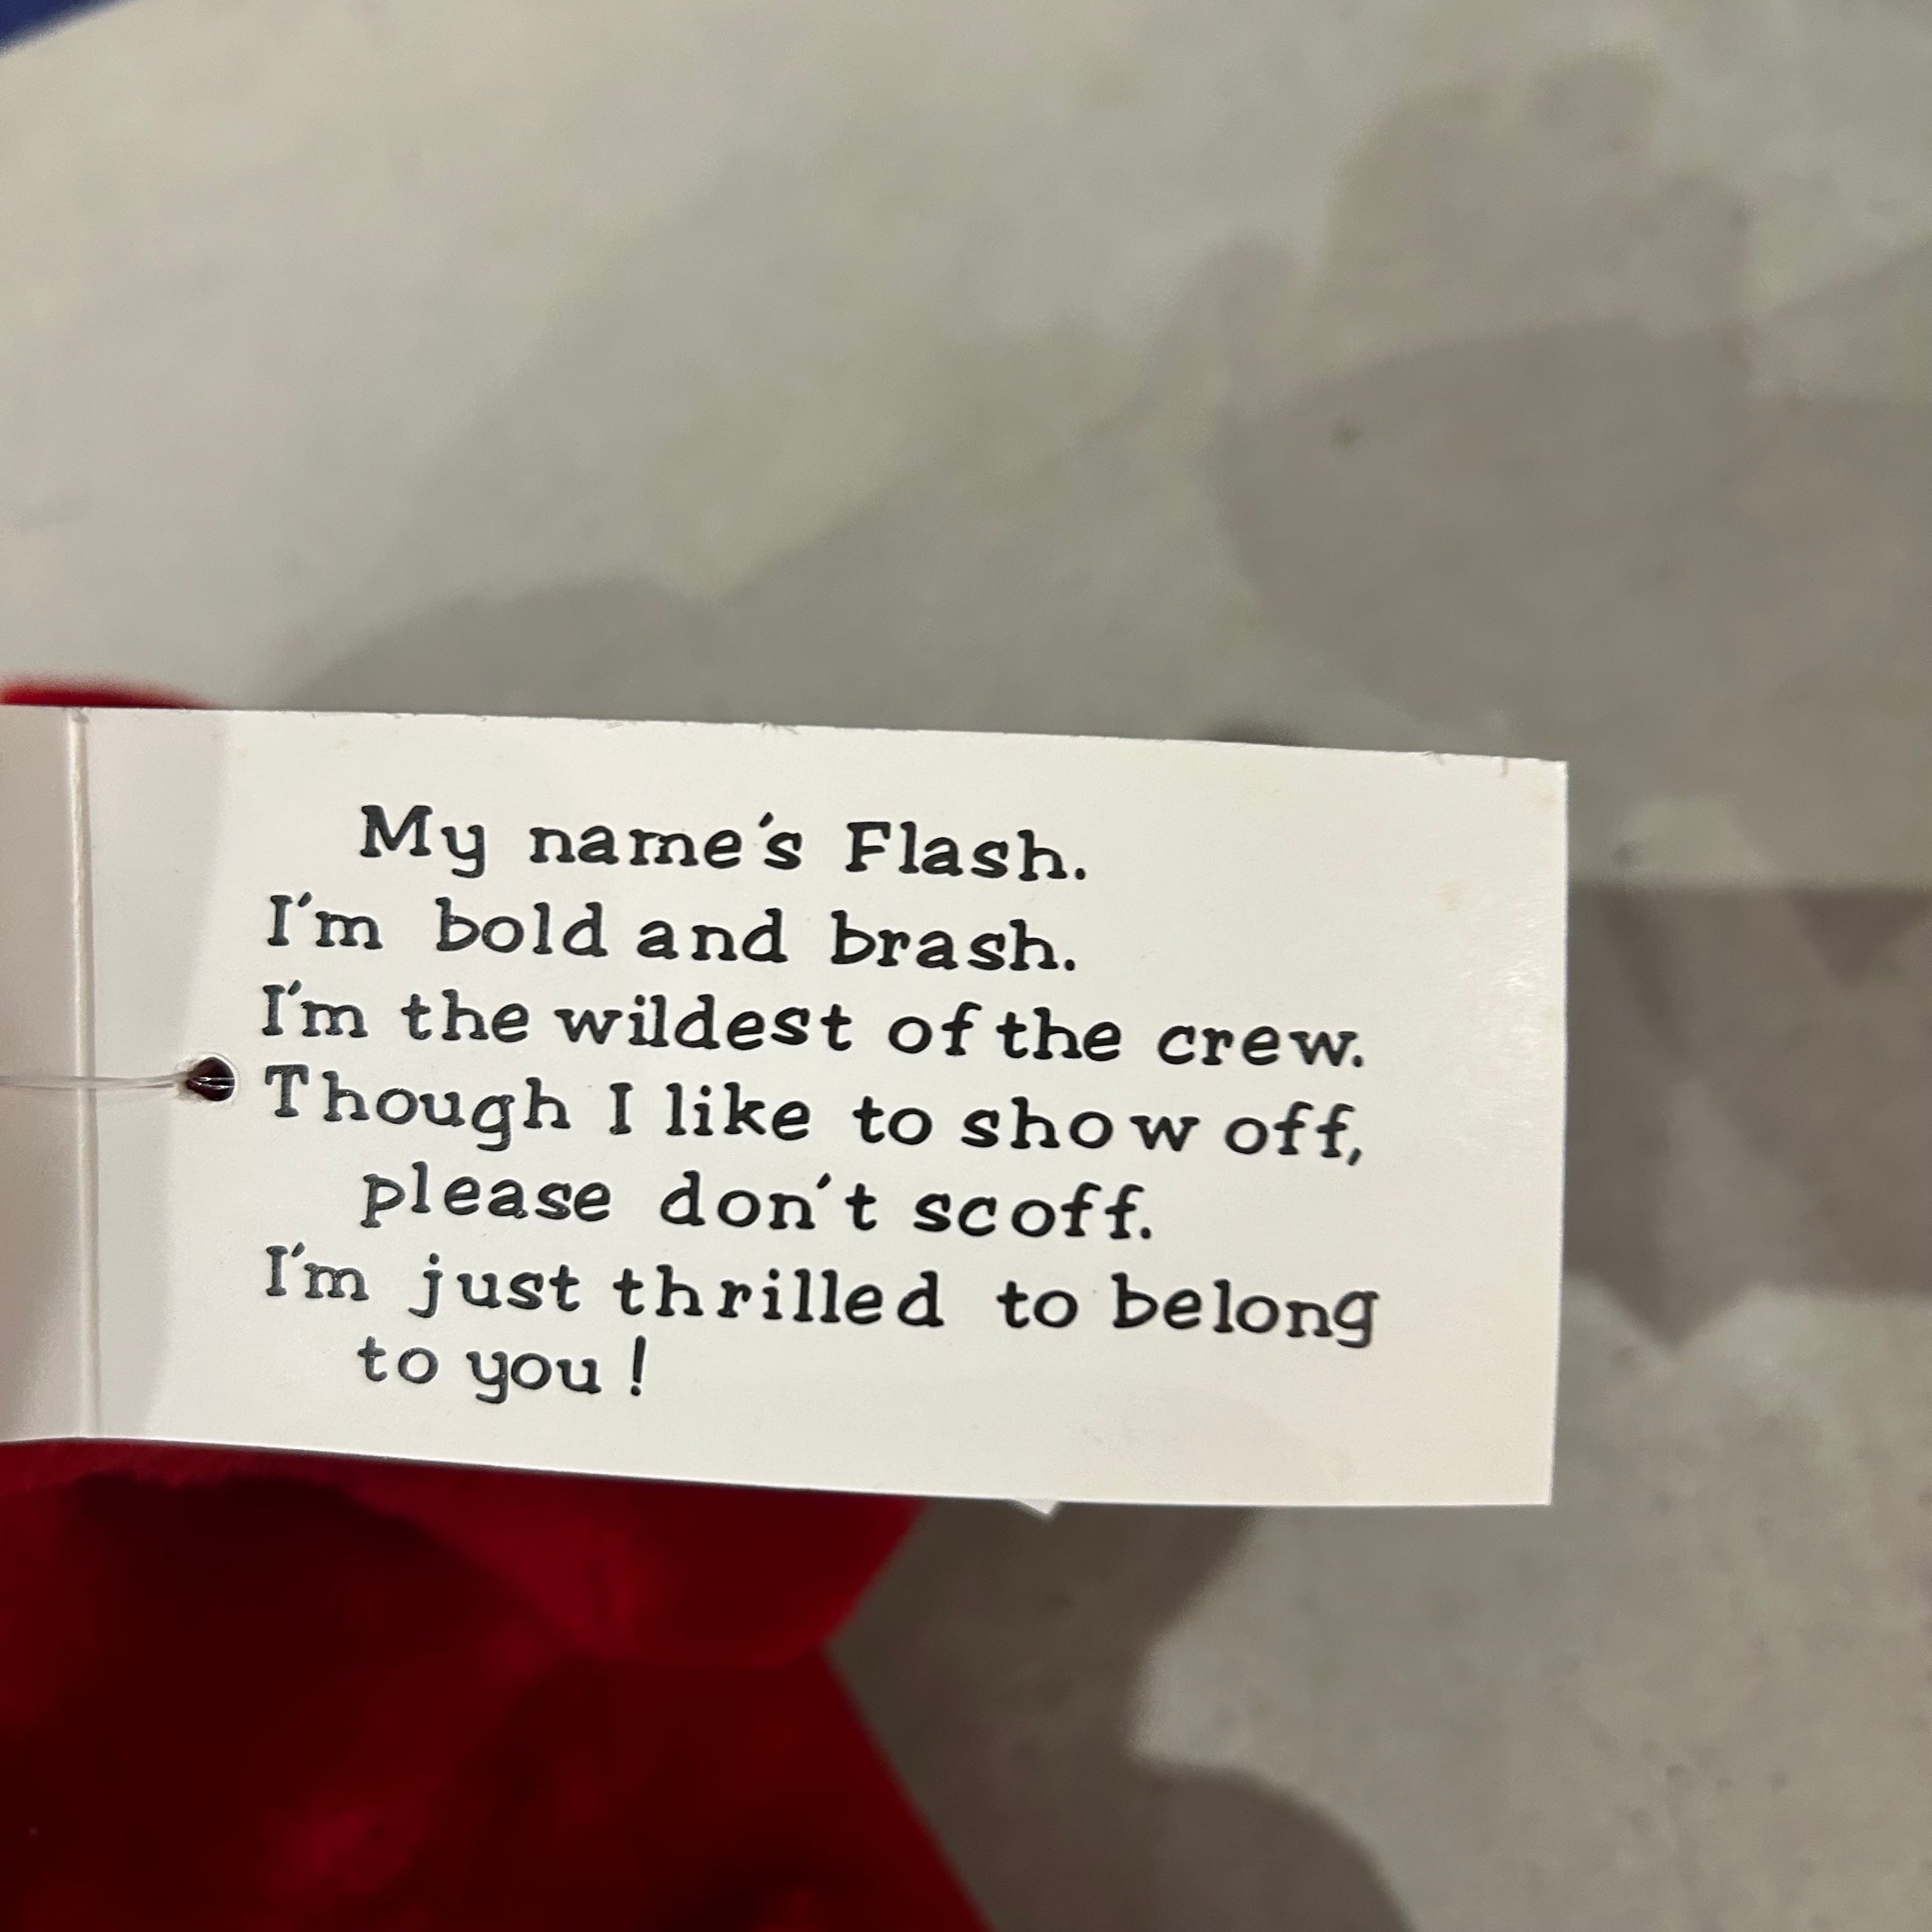 My name's Flash.
I'm bold and brash.
I'm the wildest of the crew.
Though I like to show off,
please don't scoff.
I'm just thrilled to belong
to you!